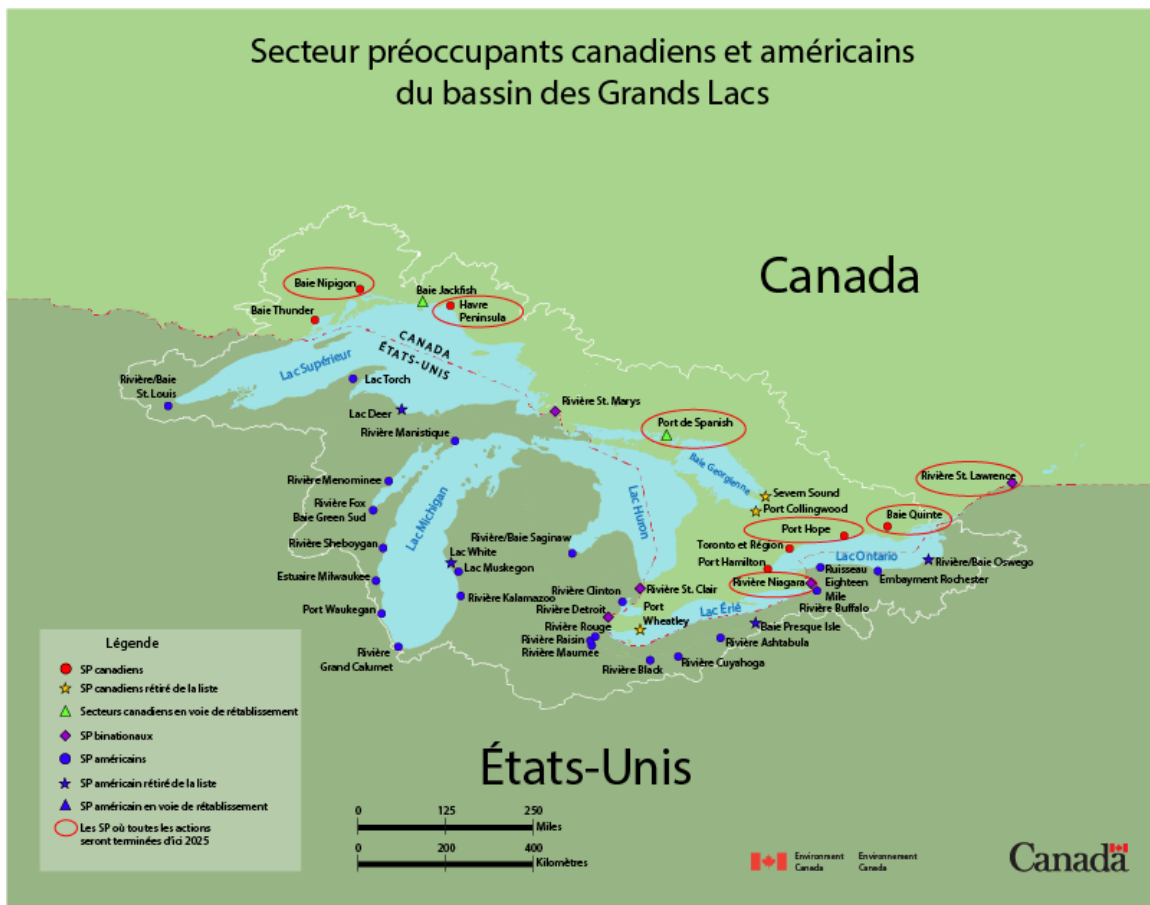 Secteur préoccupants canadiens et américains
du bassin des Grands Lacs
Canada
Baie Nipigon
Baie Jackfish
Havre
Peninsula
Baie Thunder
CANADA
ÉTATS-UNIS
Lac Supérieur
Rivière/Baie
St. Louis
Lac Torch
Lac Deer
Rivière St. Marys
Port de Spanish
Rivière Manistique
Baie Georgienne
Rivière St. Lawrence
Rivière Menominee
Severn Sound
Port Collingwood
Rivière Fox
Baie Green Sud
Lac Michigan
Lac Huron
Baie Quinte
Port Hope
Rivière Sheboygan
Rivière/Baie Saginaw
Toronto et Région
Lac Ontario
Lac White
Lac Muskegon
Port Hamilton
Rivière/Baie Oswego
Estuaire Milwaukee
Rivière Niagara
Ruisseau
Eighteen
Mile
Embayment Rochester
Rivière Kalamazoo
Rivière Clinton
Rivière St. Clair
Port Waukegan
Rivière Detroit
Port
Wheatley
Lac Érié
Rivière Buffalo
Rivière Rouge
Baie Presque Isle
Rivière Raisin
Rivière Maumee
Rivière Ashtabula
Rivière
Grand Calumet
Rivière Black
Rivière Cuyahoga
Légende
SP canadiens
SP canadiens rétiré de la liste
Secteurs canadiens en voie de rétablissement
SP binationaux
SP américains
SP américain rétiré de la liste
SP américain en voie de rétablissement
Les SP où toutes les actions
seront terminées d'ici 2025
États-Unis
0 125 250
Miles
0 200 400
Kilomètres
Environment
Canada
Environnement
Canada
Canada